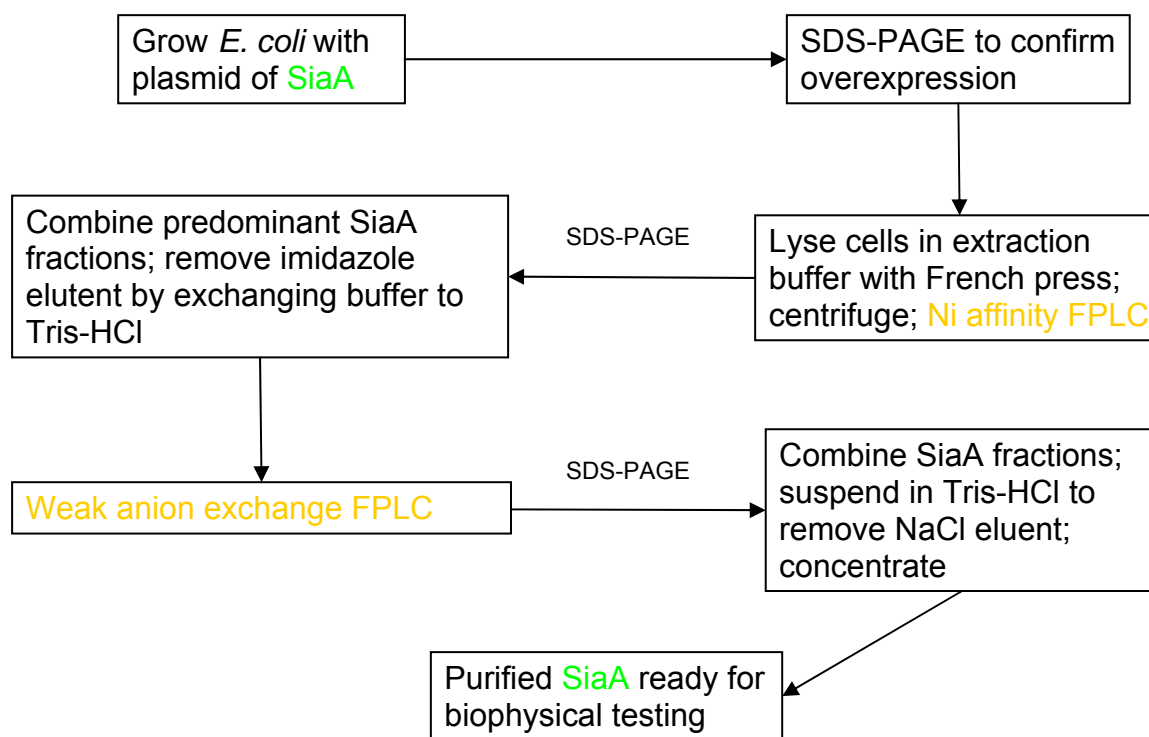 Grow E. coli with
plasmid of SiaA
SDS-PAGE to confirm
overexpression
Lyse cells in extraction
buffer with French press;
centrifuge; Ni affinity FPLC
SDS-PAGE
Combine predominant SiaA
fractions; remove imidazole
elutent by exchanging buffer to
Tris-HCl
Weak anion exchange FPLC
SDS-PAGE
Combine SiaA fractions;
suspend in Tris-HCl to
remove NaCl eluent;
concentrate
Purified SiaA ready for
biophysical testing